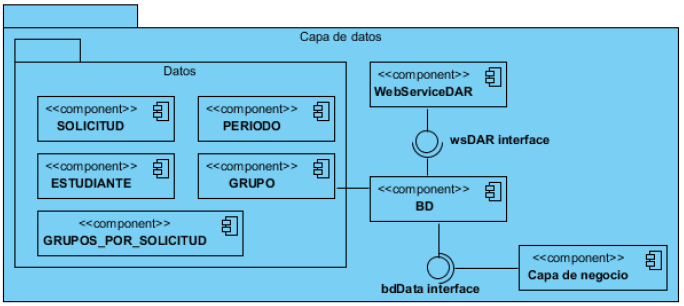 Capa de datos
Datos
<<component>>
SOLICITUD
<<component>>
PERIODO
<<component>>
ESTUDIANTE
<<component>>
GRUPO
<<component>>
GRUPOS_POR_SOLICITUD
<<component>>
WebServiceDAR
wsDAR interface
<<component>>
BD
bdData interface
<<component>>
Capa de negocio